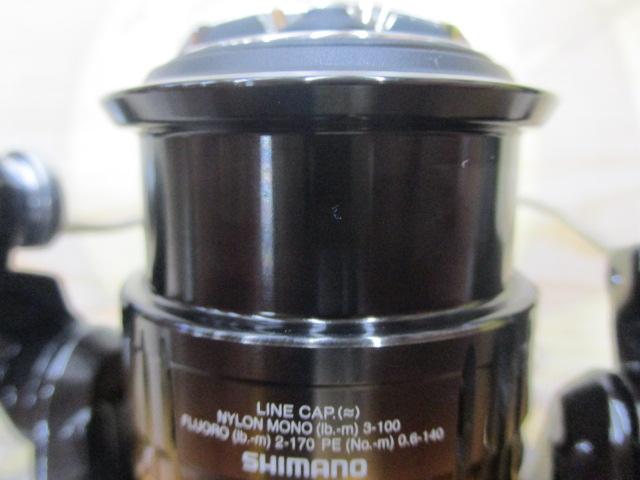 LINE CAP.(≈)
NYLON MONO (lb.-m) 3-100
FLUORO (lb.-m) 2-170 PE (No.-m) 0.6-140
SHIMANO